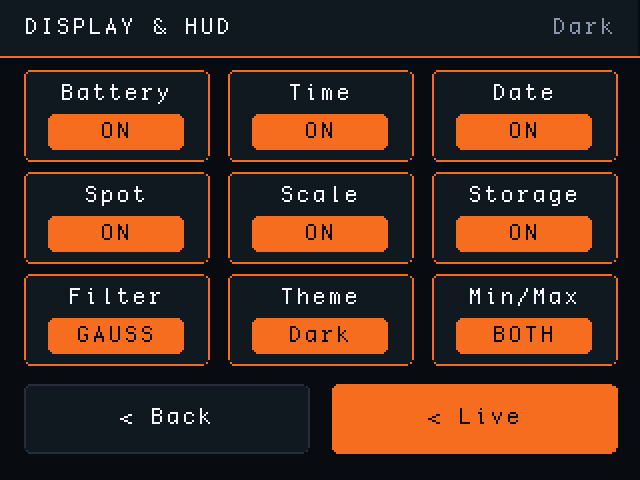 DISPLAY & HUD Dark
Battery Time Date
ON ON ON
Spot Scale Storage
ON ON ON
Filter Theme Min/Max
GAUSS Dark BOTH
< Back < Live